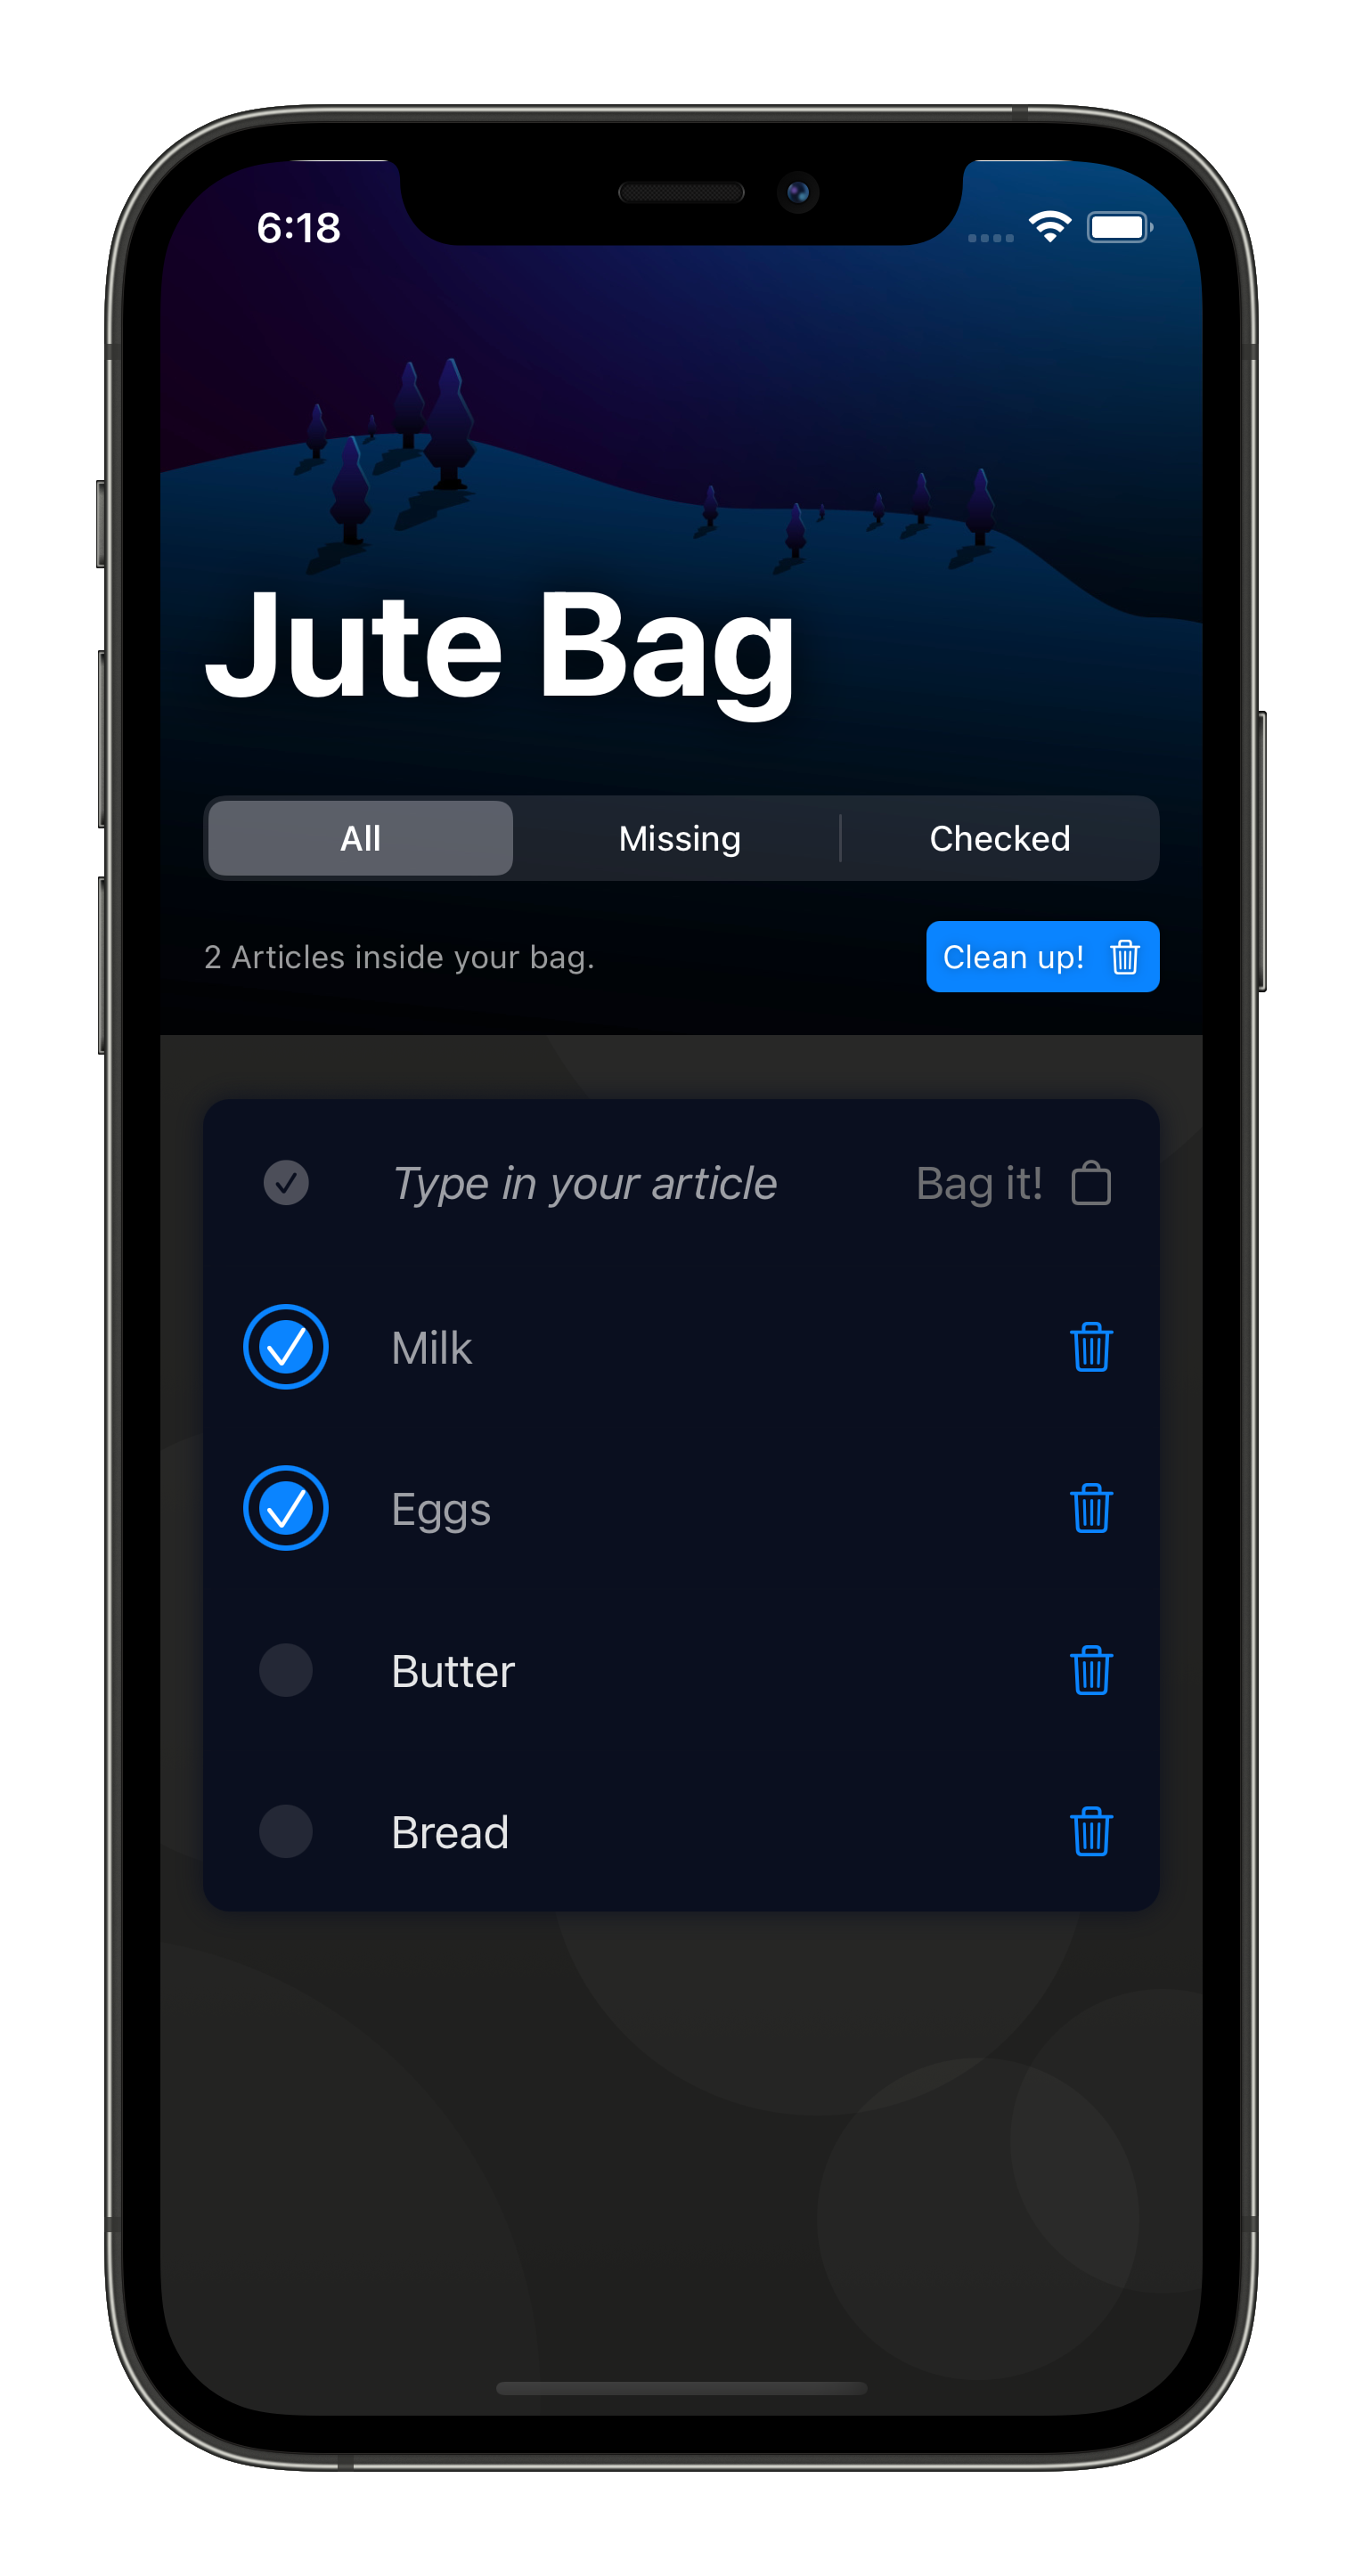 6:18
Jute Bag
All Missing Checked
2 Articles inside your bag. Clean up!
Type in your article Bag it!
Milk
Eggs
Butter
Bread